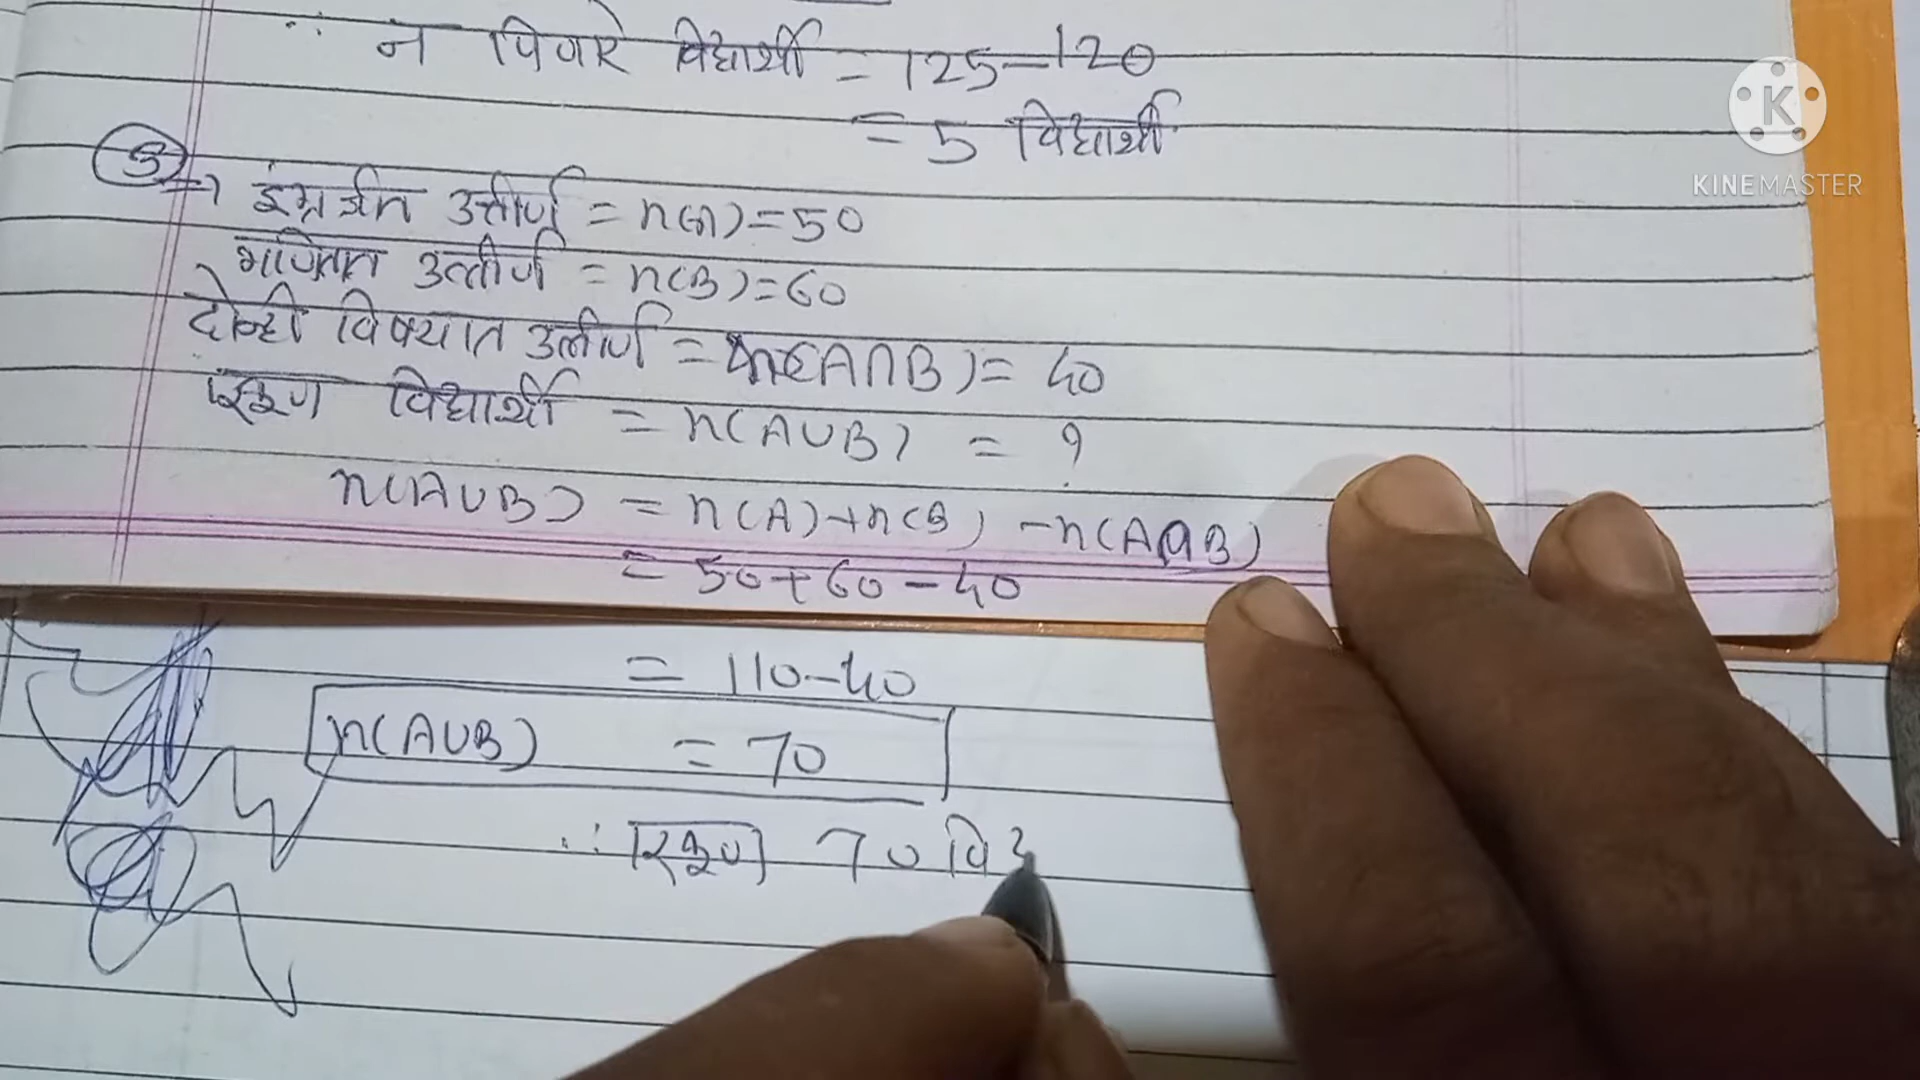 ∴ न पिणारे विद्यार्थी = 125-120
= 5 विद्यार्थी
K
KINEMASTER
इंग्रजीत उत्तीर्ण = n(A) = 50
गणितात उत्तीर्ण = n(B) = 60
दोन्ही विषयात उत्तीर्ण = n(A∩B) = 40
एकूण विद्यार्थी = n(A∪B) = ?
n(A∪B) = n(A)+n(B) -n(A∩B)
= 50+60-40
= 110-40
n(A∪B) = 70
∴ एकूण 70 वि